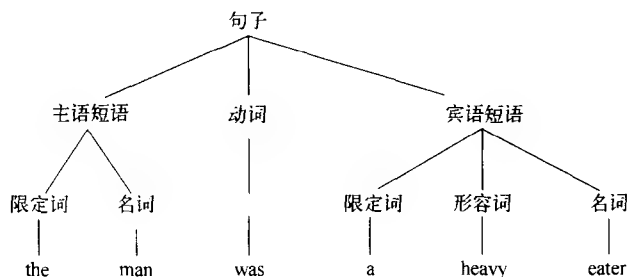 句子
主语短语 动词 宾语短语
限定词 名词 限定词 形容词 名词
the man was a heavy eater